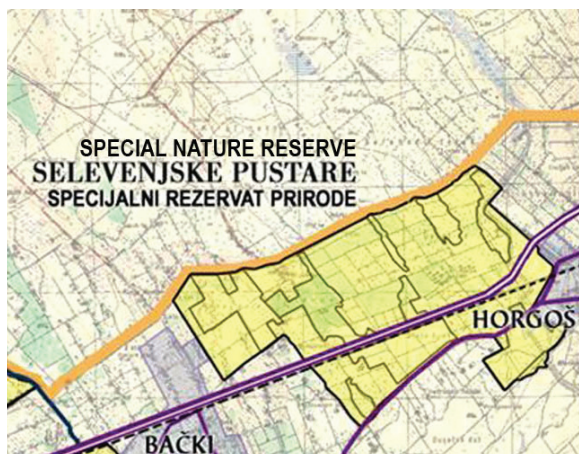 SPECIAL NATURE RESERVE
SELEVENJSKE PUSTARE
SPECIJALNI REZERVAT PRIRODE
HORGOŠ
BAČKI